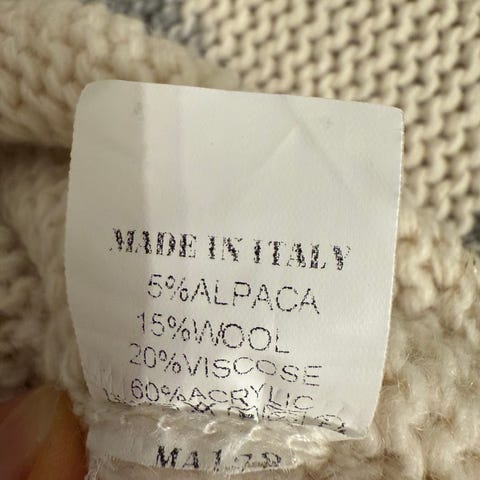 MADE IN ITALY
5%ALPACA
15%WOOL
20%VISCOSE
60%ACRYLIC